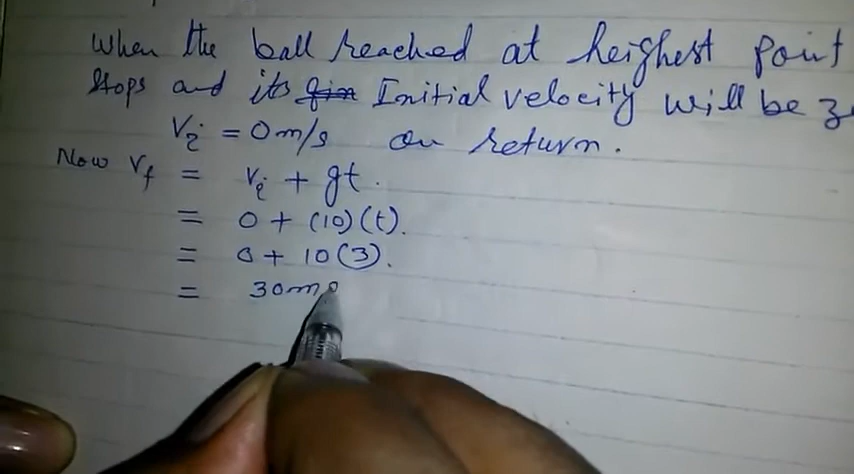 When the ball reached at heighest point
stops and its Initial velocity will be
Vi = 0m/s on return.
Now Vf = Vi + gt.
= 0 + (10)(t).
= 0 + 10(3).
= 30m